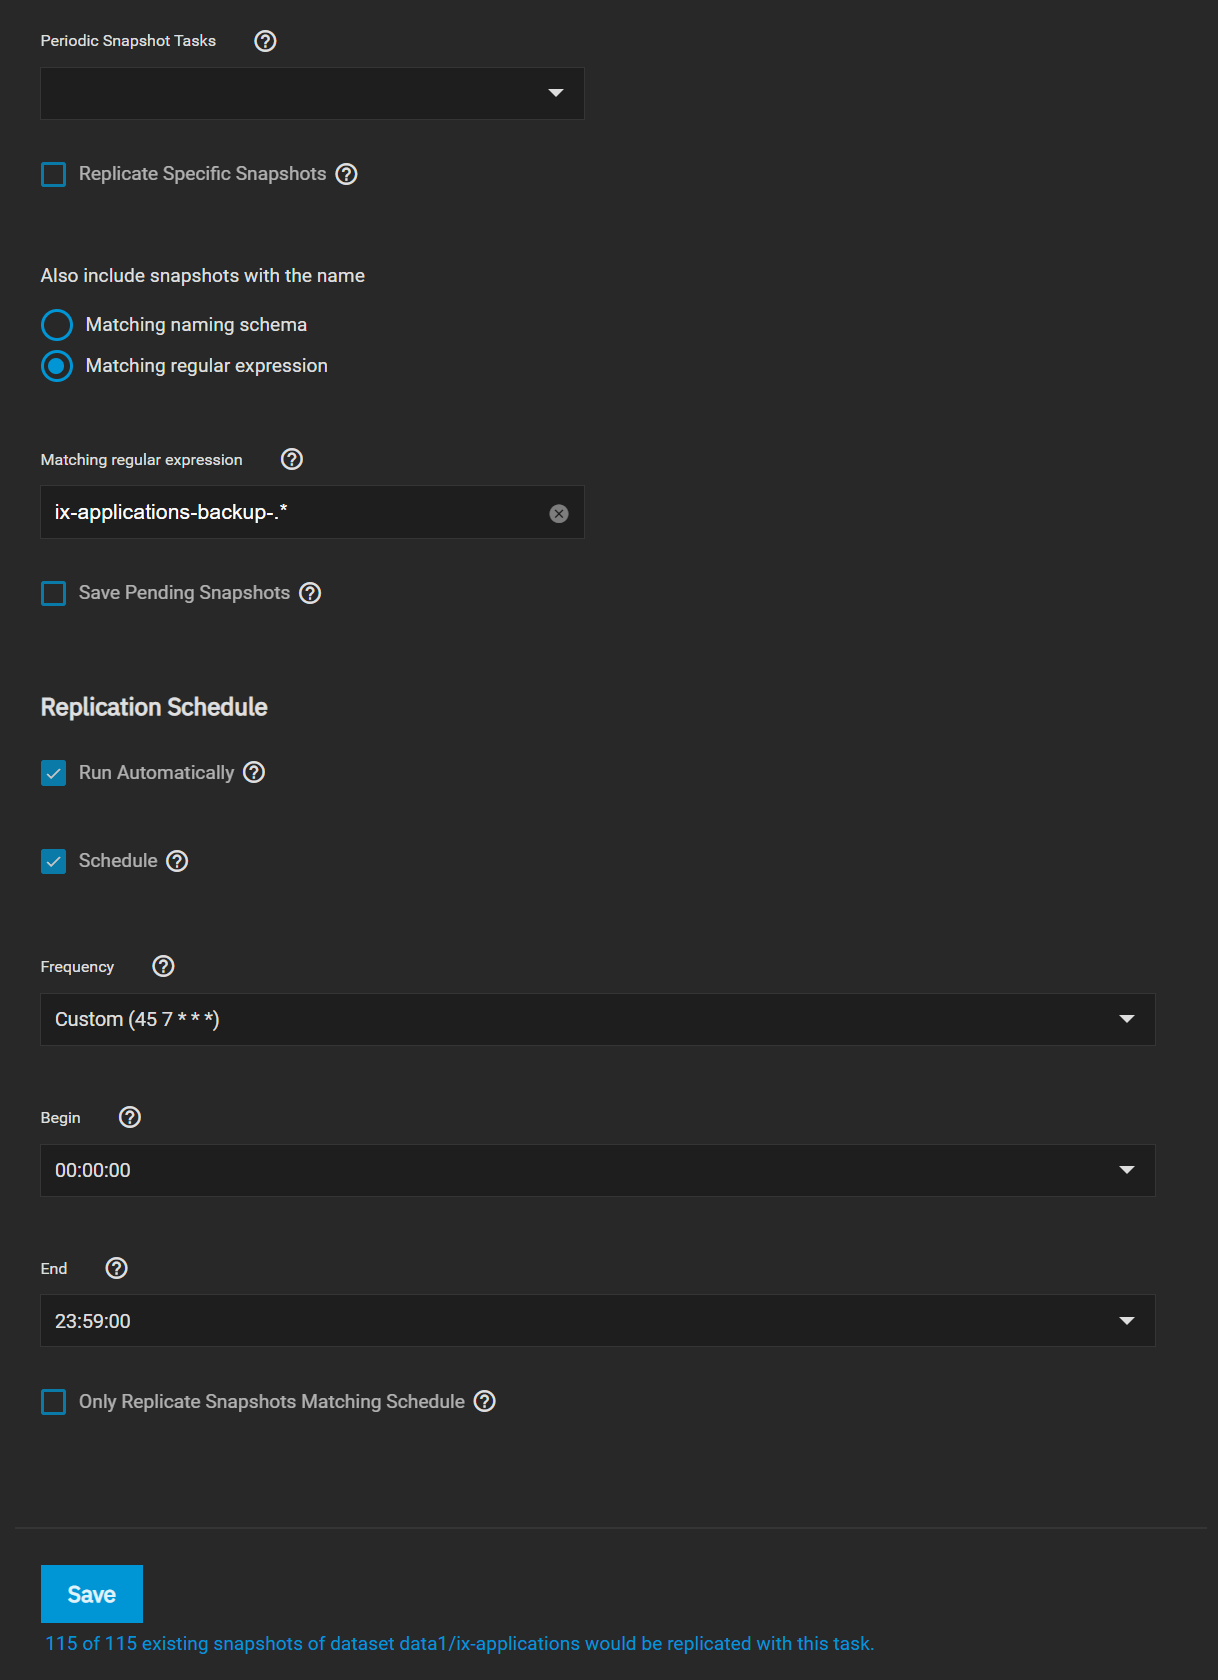 Periodic Snapshot Tasks
Replicate Specific Snapshots
Also include snapshots with the name
Matching naming schema
Matching regular expression
Matching regular expression
ix-applications-backup-.*
Save Pending Snapshots
Replication Schedule
Run Automatically
Schedule
Frequency
Custom (45 7 * * *)
Begin
00:00:00
End
23:59:00
Only Replicate Snapshots Matching Schedule
Save
115 of 115 existing snapshots of dataset data1/ix-applications would be replicated with this task.